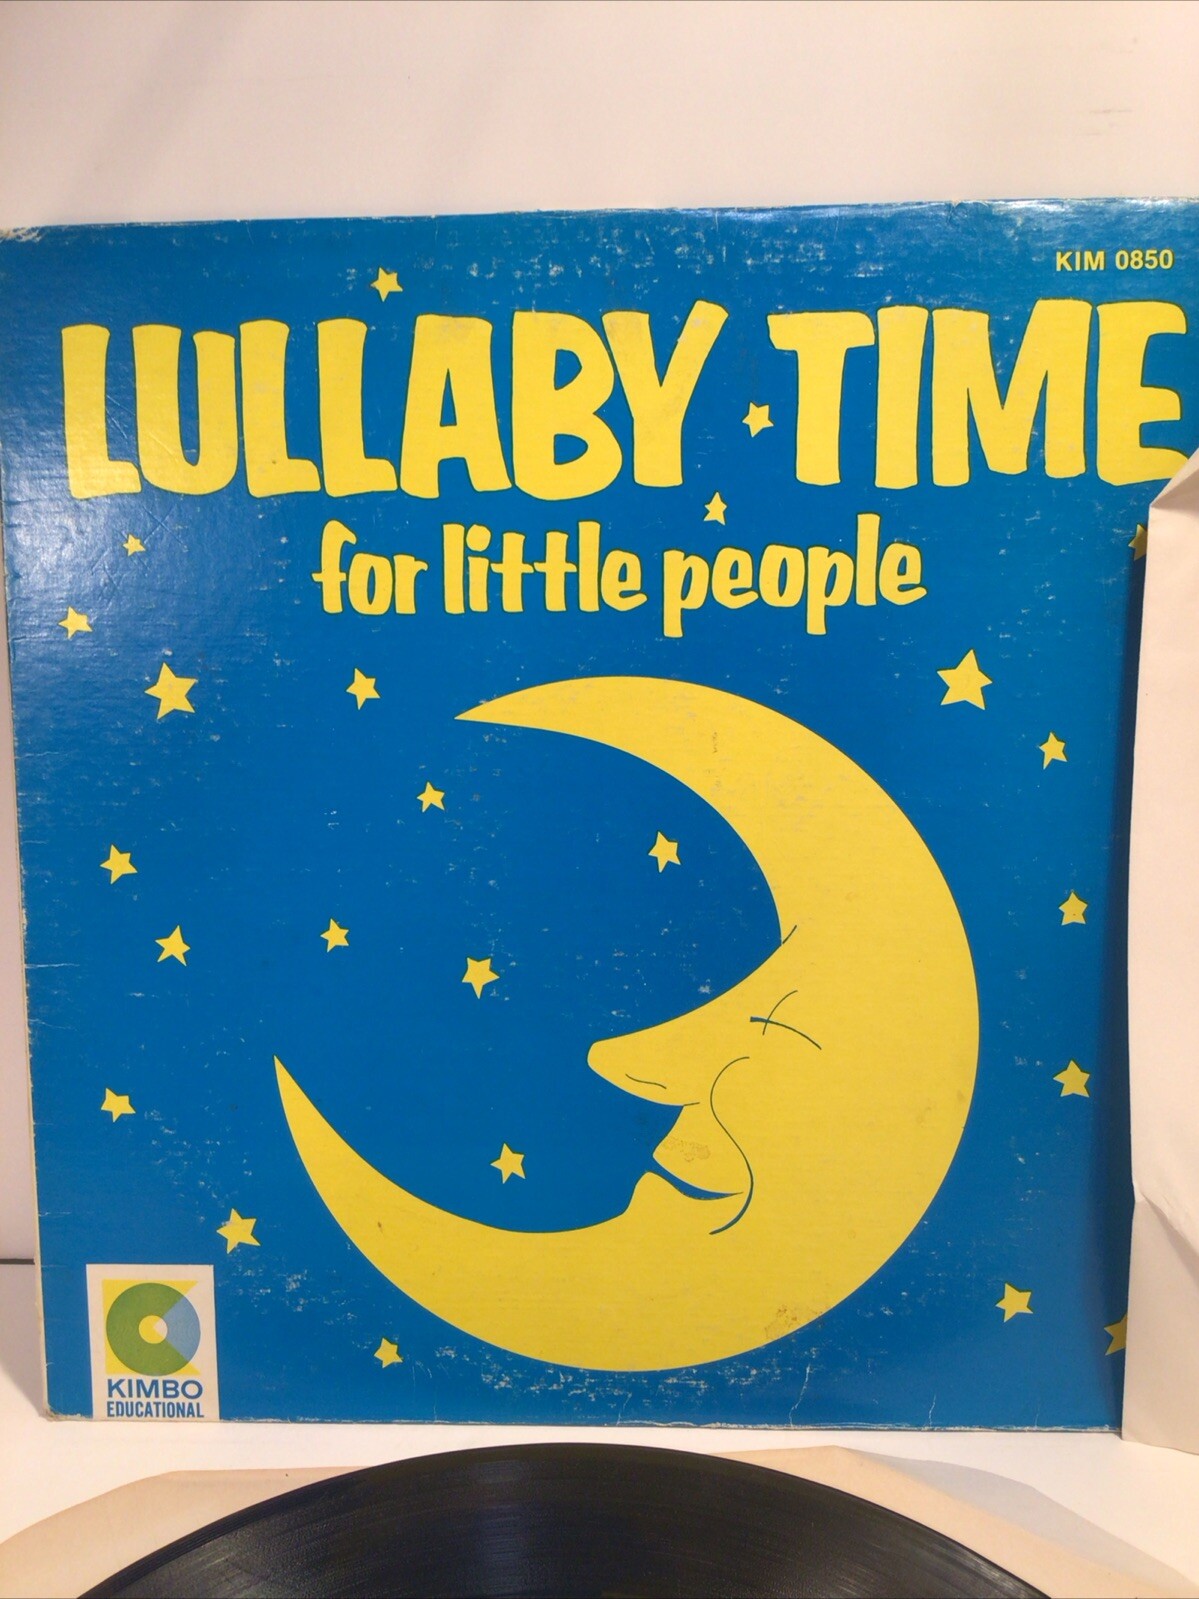 KIM 0850
LULLABY TIME
for little people
KIMBO
EDUCATIONAL